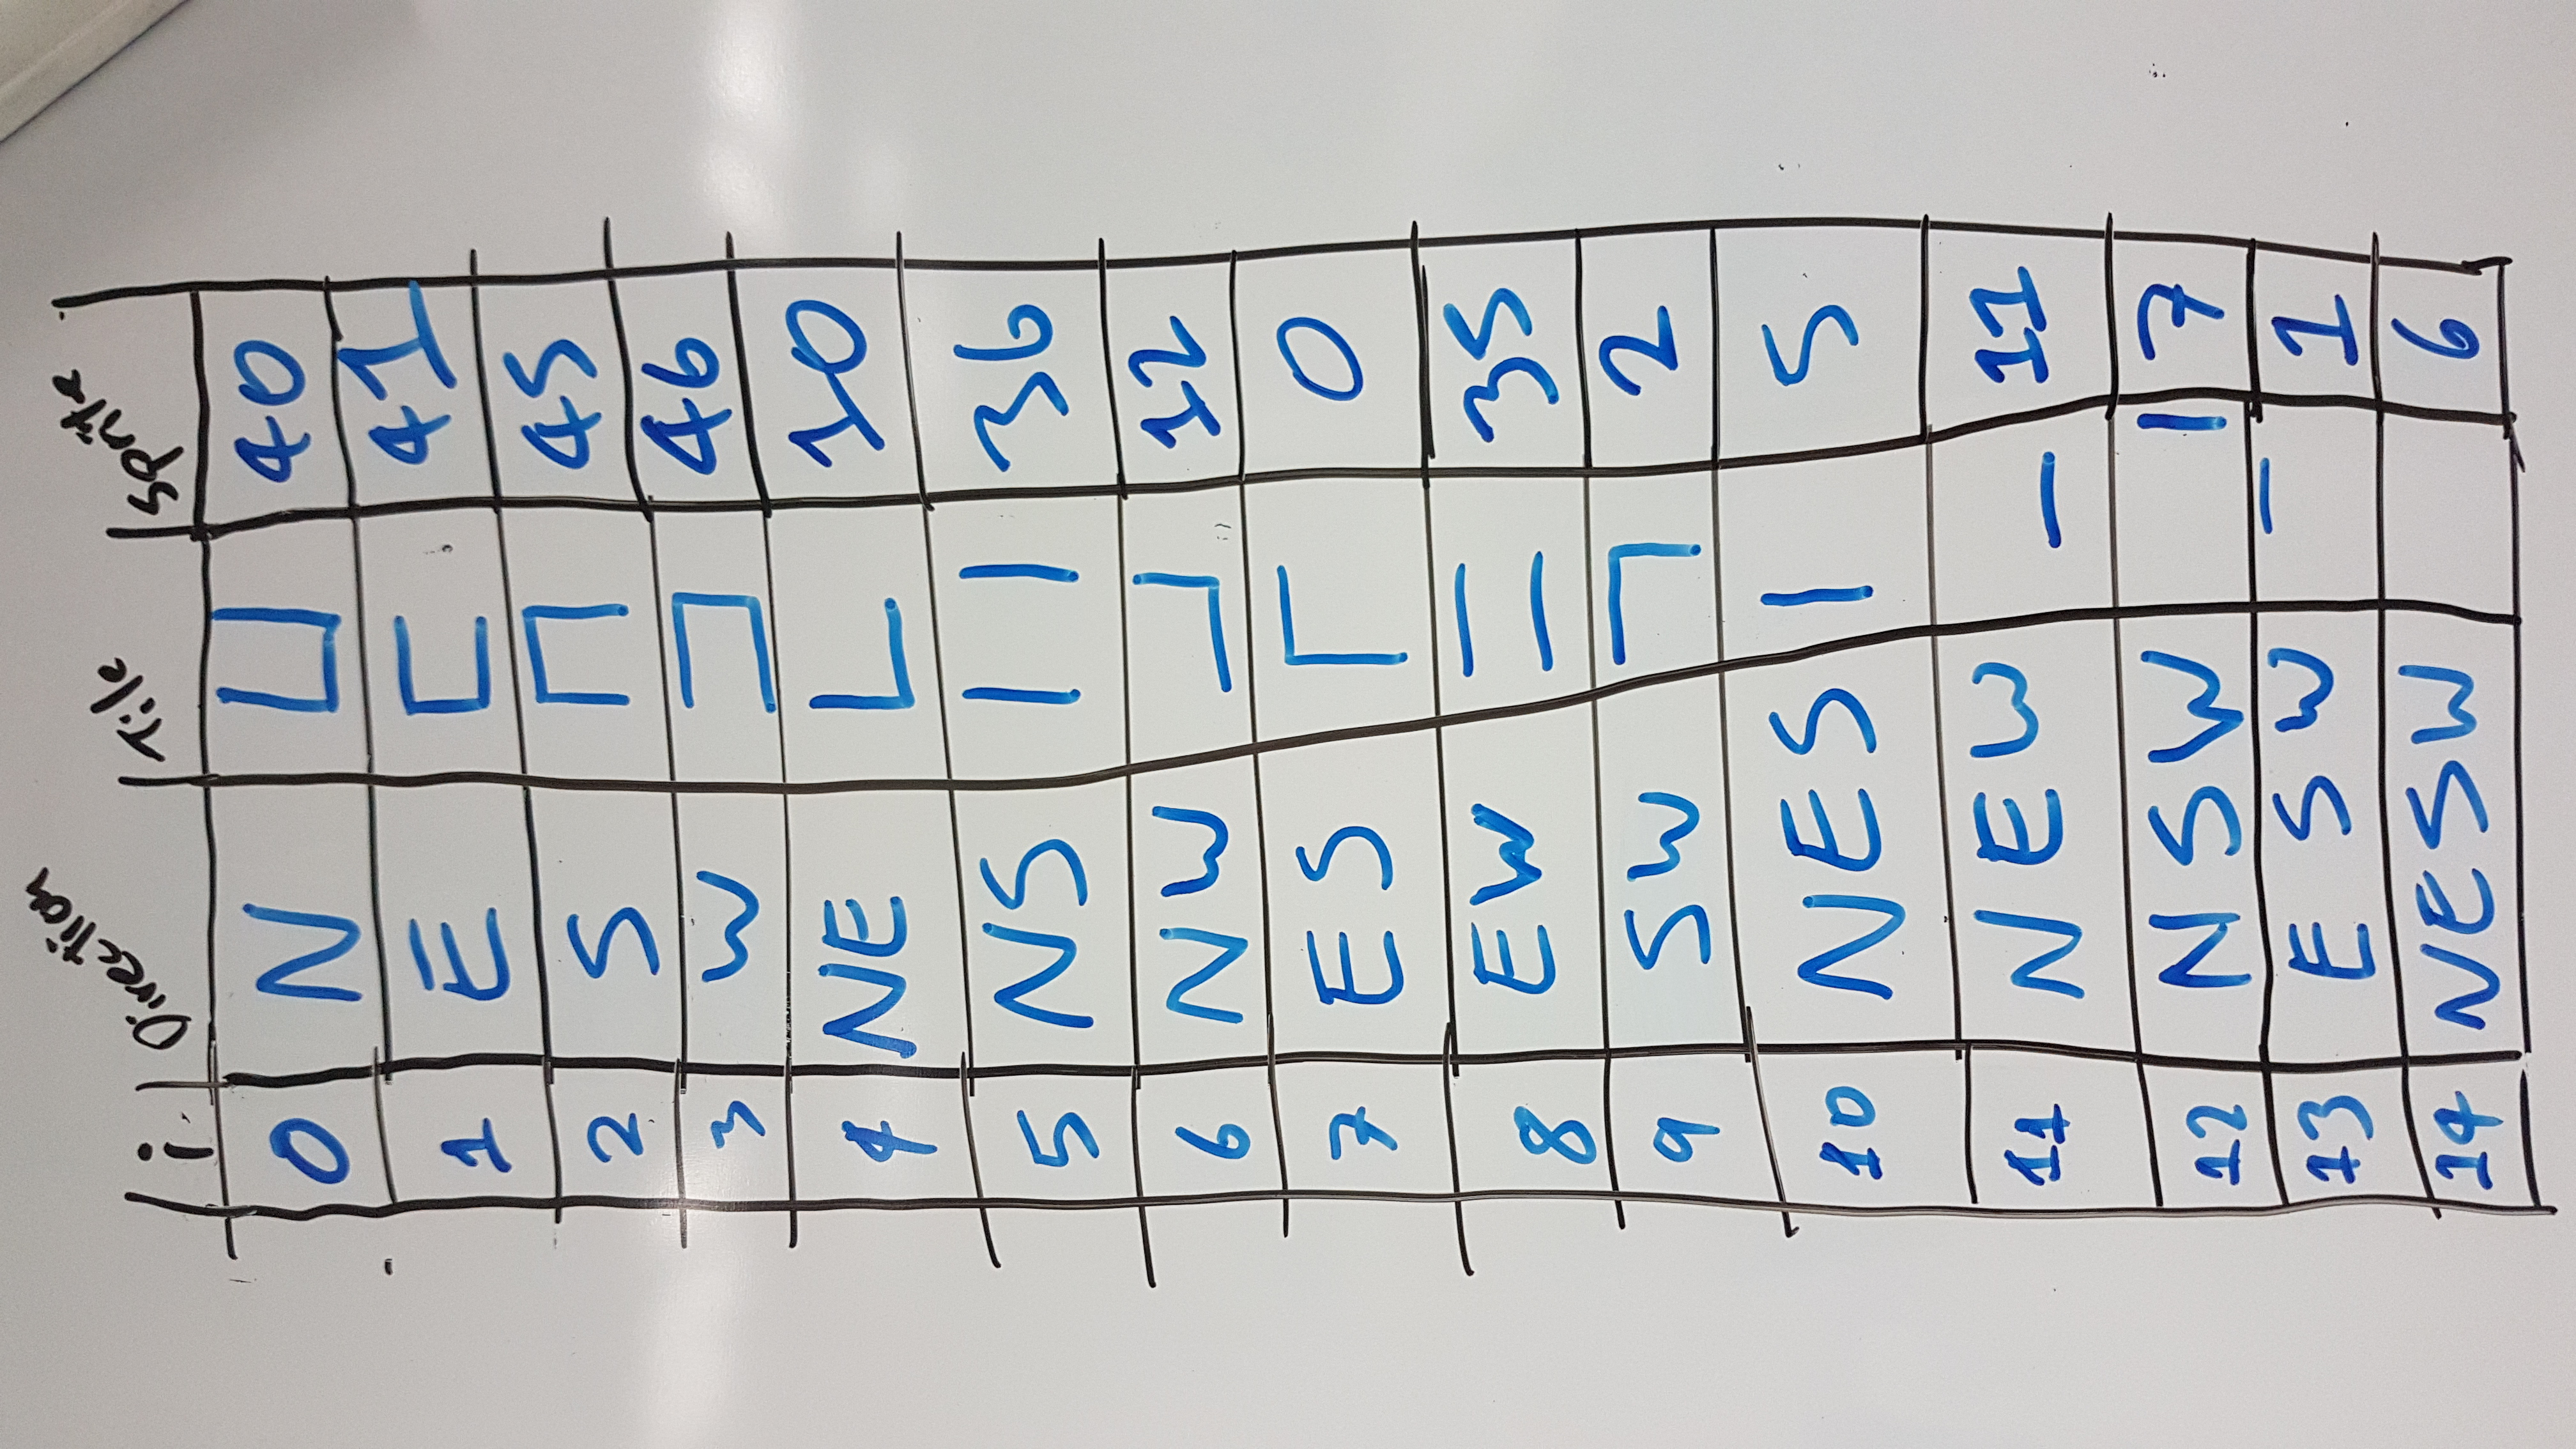 i Direction Tile Sprite
0 N 40
1 E 41
2 S 45
3 W 46
4 NE 10
5 NS 36
6 NW 12
7 ES 0
8 EW 35
9 SW 2
10 NES 5
11 NEW 11
12 NSW 7
13 ESW 1
14 NESW 6